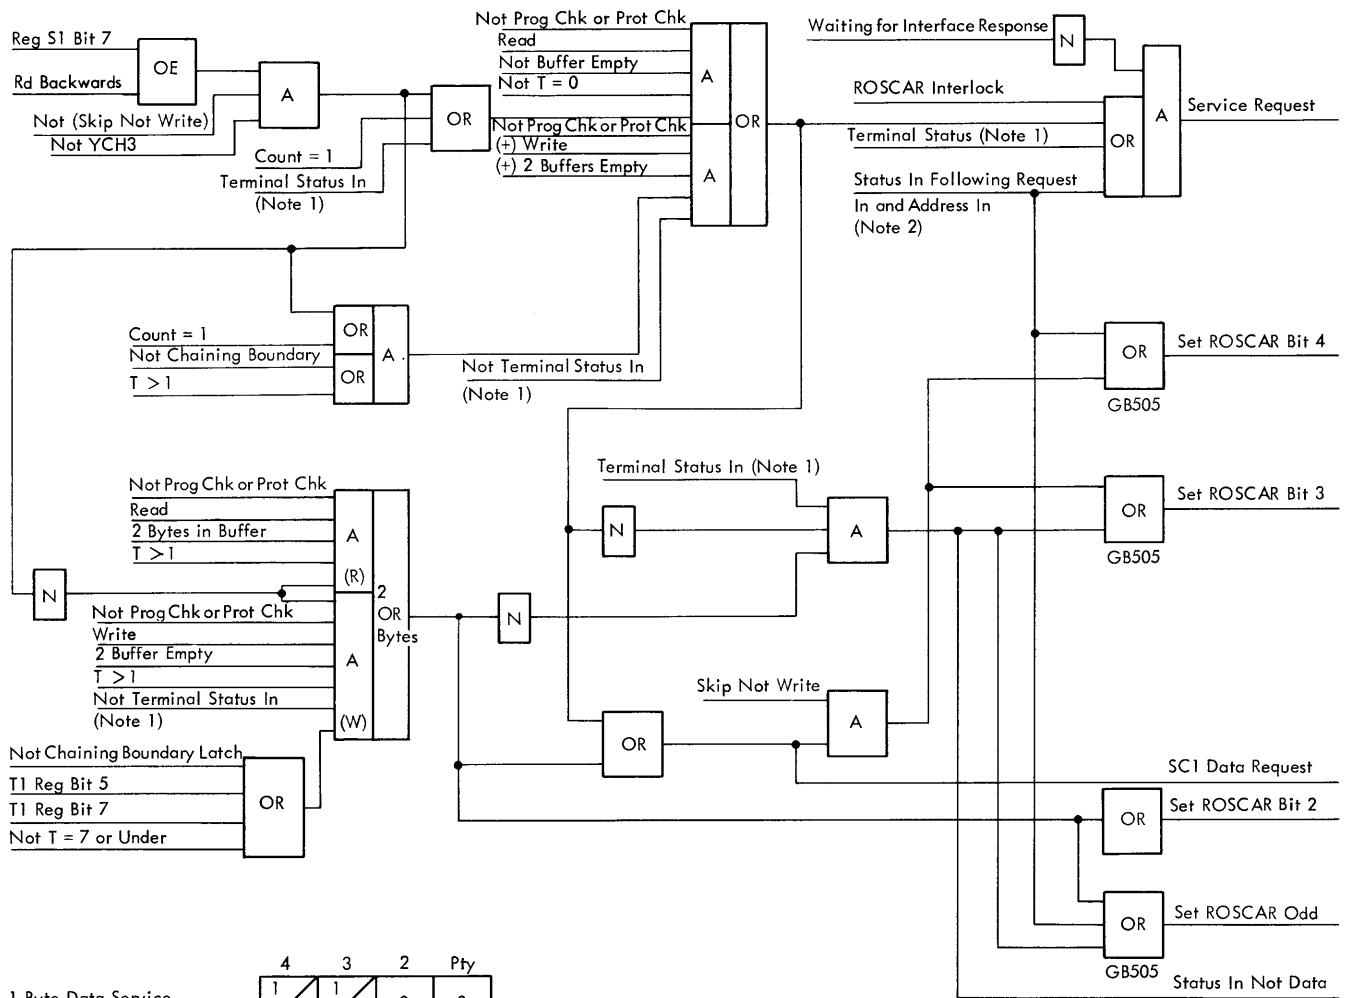 Reg S1 Bit 7
OE
Rd Backwards
A
Not (Skip Not Write)
Not YCH3
Count = 1
Terminal Status In
(Note 1)
OR
Not Prog Chk or Prot Chk
Read
Not Buffer Empty
Not T = 0
A
Not Prog Chk or Prot Chk
(+) Write
(+) 2 Buffers Empty
A
OR
Waiting for Interface Response
N
ROSCAR Interlock
Terminal Status (Note 1)
OR
A
Service Request
Status In Following Request
In and Address In
(Note 2)
Count = 1
OR
Not Chaining Boundary
T > 1
OR
A
Not Terminal Status In
(Note 1)
OR
Set ROSCAR Bit 4
GB505
Terminal Status In (Note 1)
N
A
OR
Set ROSCAR Bit 3
GB505
Not Prog Chk or Prot Chk
Read
2 Bytes in Buffer
T > 1
A
(R)
N
Not Prog Chk or Prot Chk
Write
2 Buffer Empty
T > 1
Not Terminal Status In
(Note 1)
A
(W)
2
OR
Bytes
N
Skip Not Write
A
OR
Not Chaining Boundary Latch
T1 Reg Bit 5
T1 Reg Bit 7
Not T = 7 or Under
OR
SC1 Data Request
OR
Set ROSCAR Bit 2
OR
Set ROSCAR Odd
GB505
Status In Not Data
4 3 2 Pty
1 1